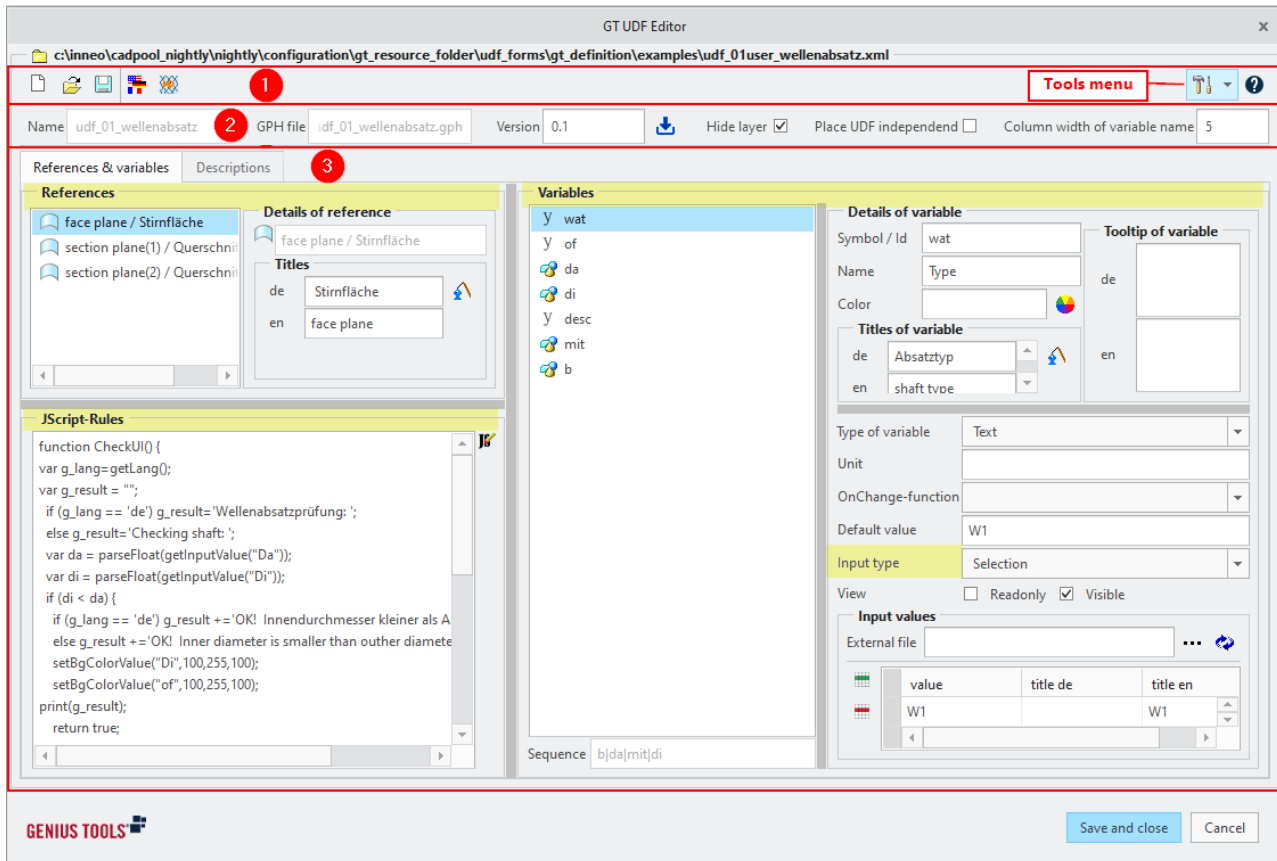 GT UDF Editor
c:\inneo\cadpool_nightly\nightly\configuration\gt_resource_folder\udf_forms\gt_definition\examples\udf_01user_wellenabsatz.xml
1
Tools menu
Name udf_01_wellenabsatz 2 GPH file df_01_wellenabsatz.gph Version 0.1 Hide layer Place UDF independend Column width of variable name 5
References & variables Descriptions 3
References
face plane / Stirnfläche
section plane(1) / Querschni
section plane(2) / Querschni
Details of reference
face plane / Stirnfläche
Titles
de Stirnfläche
en face plane
JScript-Rules
function CheckUI() {
var g_lang=getLang();
var g_result = "";
if (g_lang == 'de') g_result='Wellenabsatzprüfung: ';
else g_result='Checking shaft: ';
var da = parseFloat(getInputValue("Da"));
var di = parseFloat(getInputValue("Di"));
if (di < da) {
if (g_lang == 'de') g_result +='OK!  Innendurchmesser kleiner als A
else g_result +='OK!  Inner diameter is smaller than outher diamete
setBgColorValue("Di",100,255,100);
setBgColorValue("of",100,255,100);
print(g_result);
return true;
Variables
y wat
y of
da
di
y desc
mit
b
Sequence b|da|mit|di
Details of variable
Symbol / Id wat
Name Type
Color
Titles of variable
de Absatztyp
en shaft type
Tooltip of variable
de
en
Type of variable Text
Unit
OnChange-function
Default value W1
Input type Selection
View Readonly Visible
Input values
External file
value title de title en
W1 W1
GENIUS TOOLS
Save and close Cancel